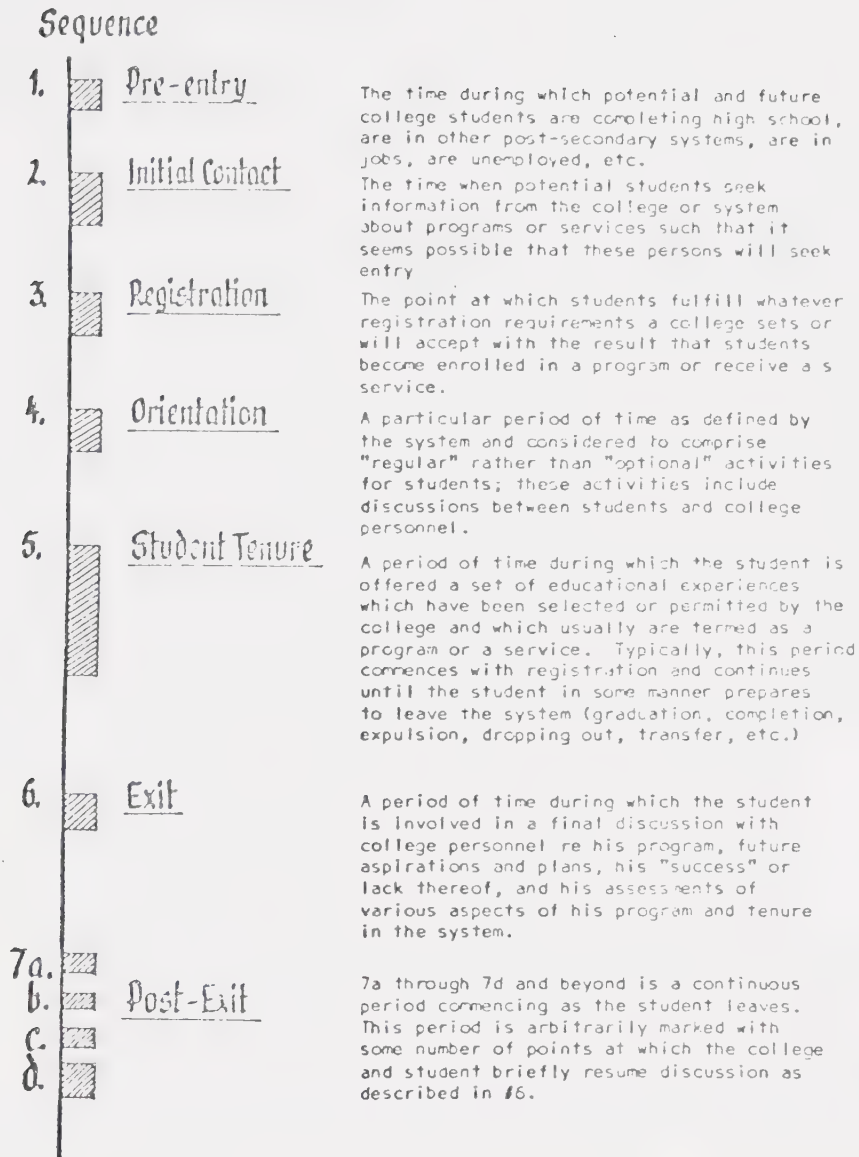 Sequence
1. Pre-entry
The time during which potential and future
college students are completing high school,
are in other post-secondary systems, are in
jobs, are unemployed, etc.
2. Initial Contact
The time when potential students seek
information from the college or system
about programs or services such that it
seems possible that these persons will seek
entry
3. Registration
The point at which students fulfill whatever
registration requirements a college sets or
will accept with the result that students
become enrolled in a program or receive a s
service.
4. Orientation
A particular period of time as defined by
the system and considered to comprise
"regular" rather than "optional" activities
for students; these activities include
discussions between students and college
personnel.
5. Student Tenure
A period of time during which the student is
offered a set of educational experiences
which have been selected or permitted by the
college and which usually are termed as a
program or a service. Typically, this period
commences with registration and continues
until the student in some manner prepares
to leave the system (graduation, completion,
expulsion, dropping out, transfer, etc.)
6. Exit
A period of time during which the student
is involved in a final discussion with
college personnel re his program, future
aspirations and plans, his "success" or
lack thereof, and his assessments of
various aspects of his program and tenure
in the system.
7a.
b. Post-Exit
c.
d.
7a through 7d and beyond is a continuous
period commencing as the student leaves.
This period is arbitrarily marked with
some number of points at which the college
and student briefly resume discussion as
described in #6.